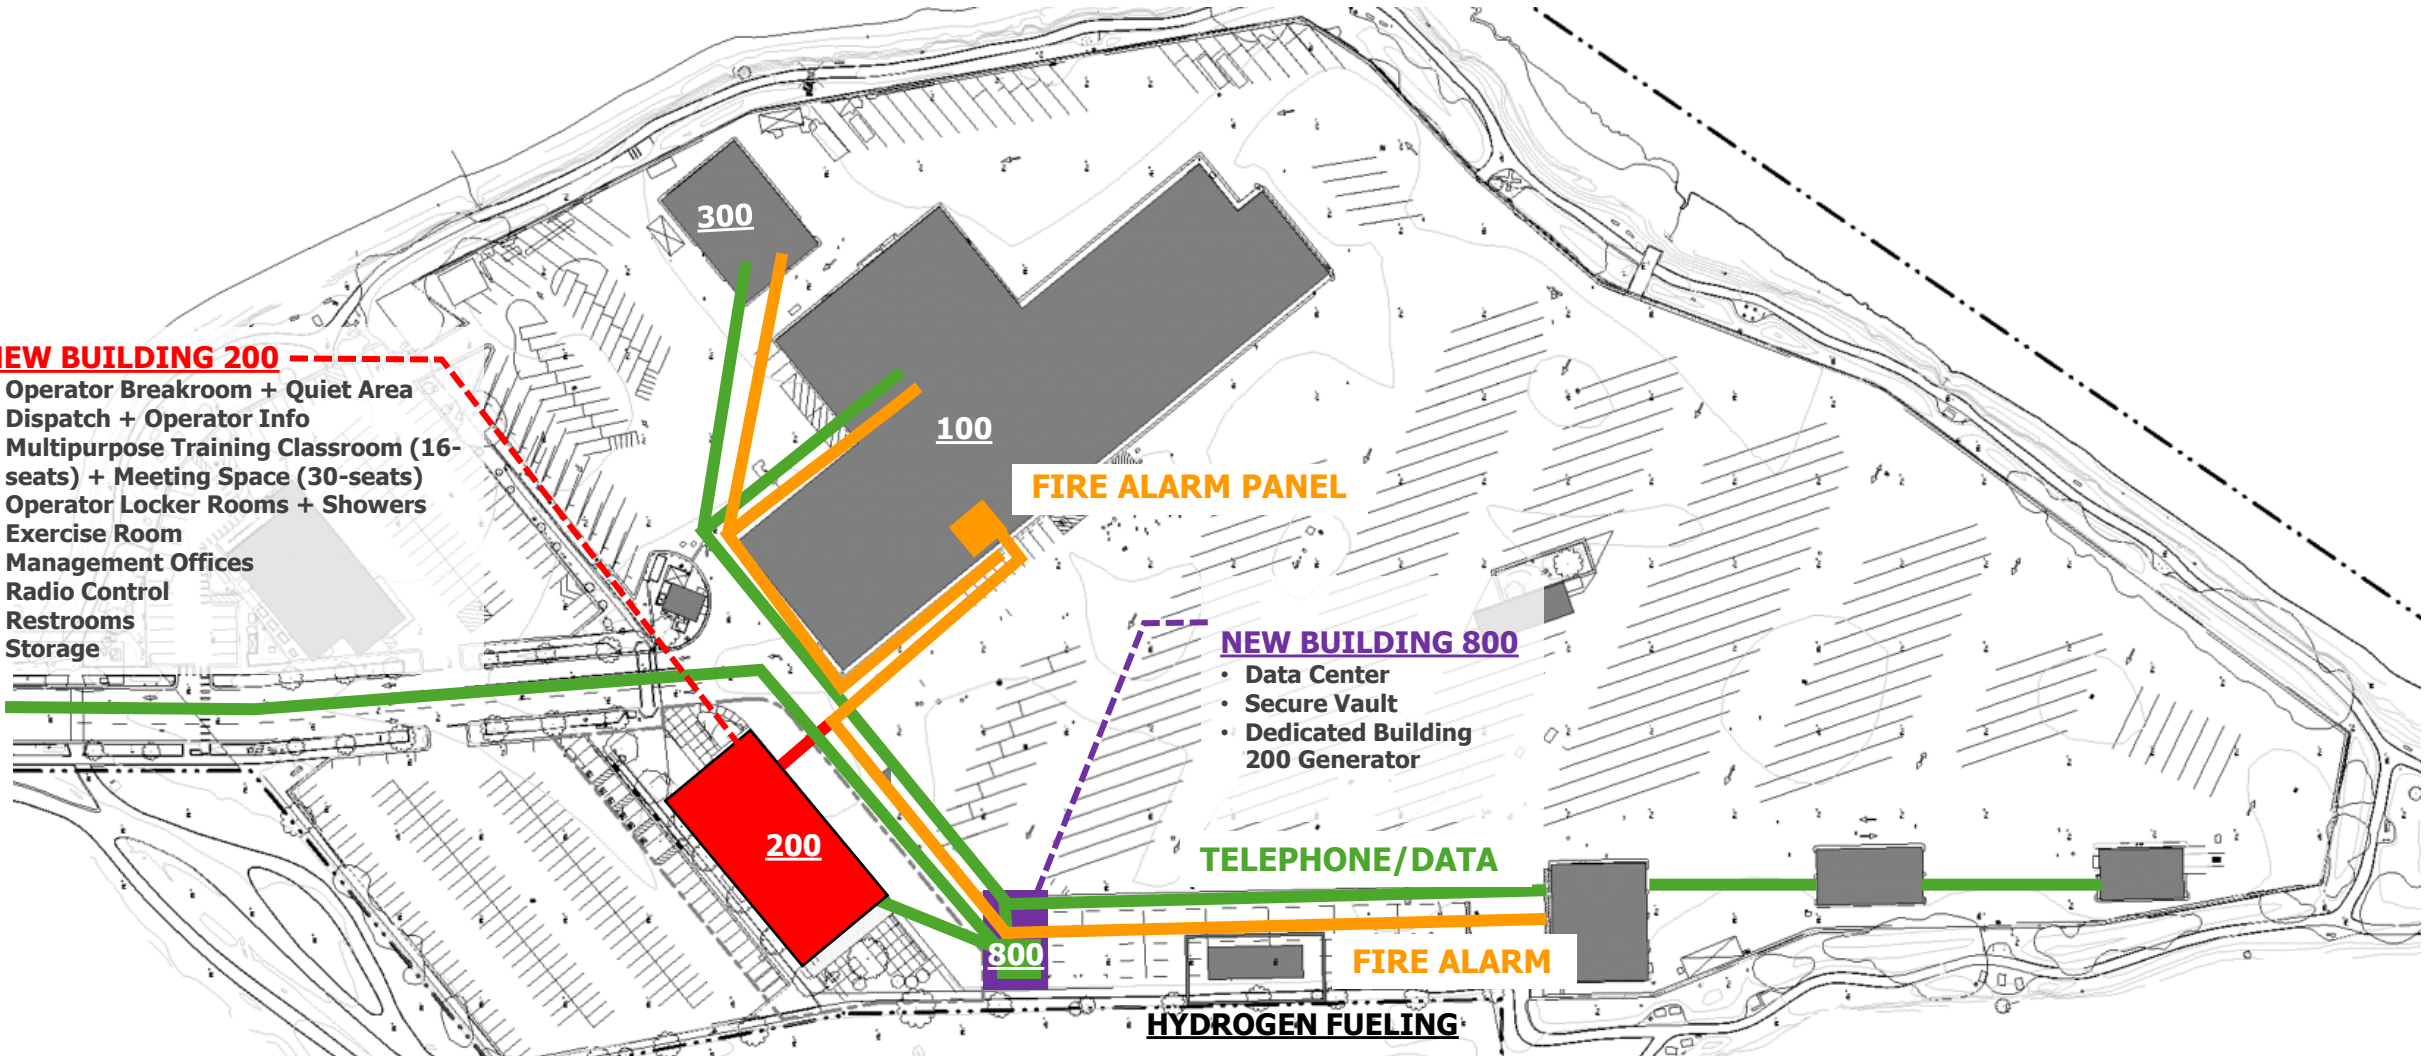 300
NEW BUILDING 200
Operator Breakroom + Quiet Area
Dispatch + Operator Info
Multipurpose Training Classroom (16-
seats) + Meeting Space (30-seats)
Operator Locker Rooms + Showers
Exercise Room
Management Offices
Radio Control
Restrooms
Storage
100
FIRE ALARM PANEL
NEW BUILDING 800
• Data Center
• Secure Vault
• Dedicated Building
200 Generator
200
TELEPHONE/DATA
800
FIRE ALARM
HYDROGEN FUELING